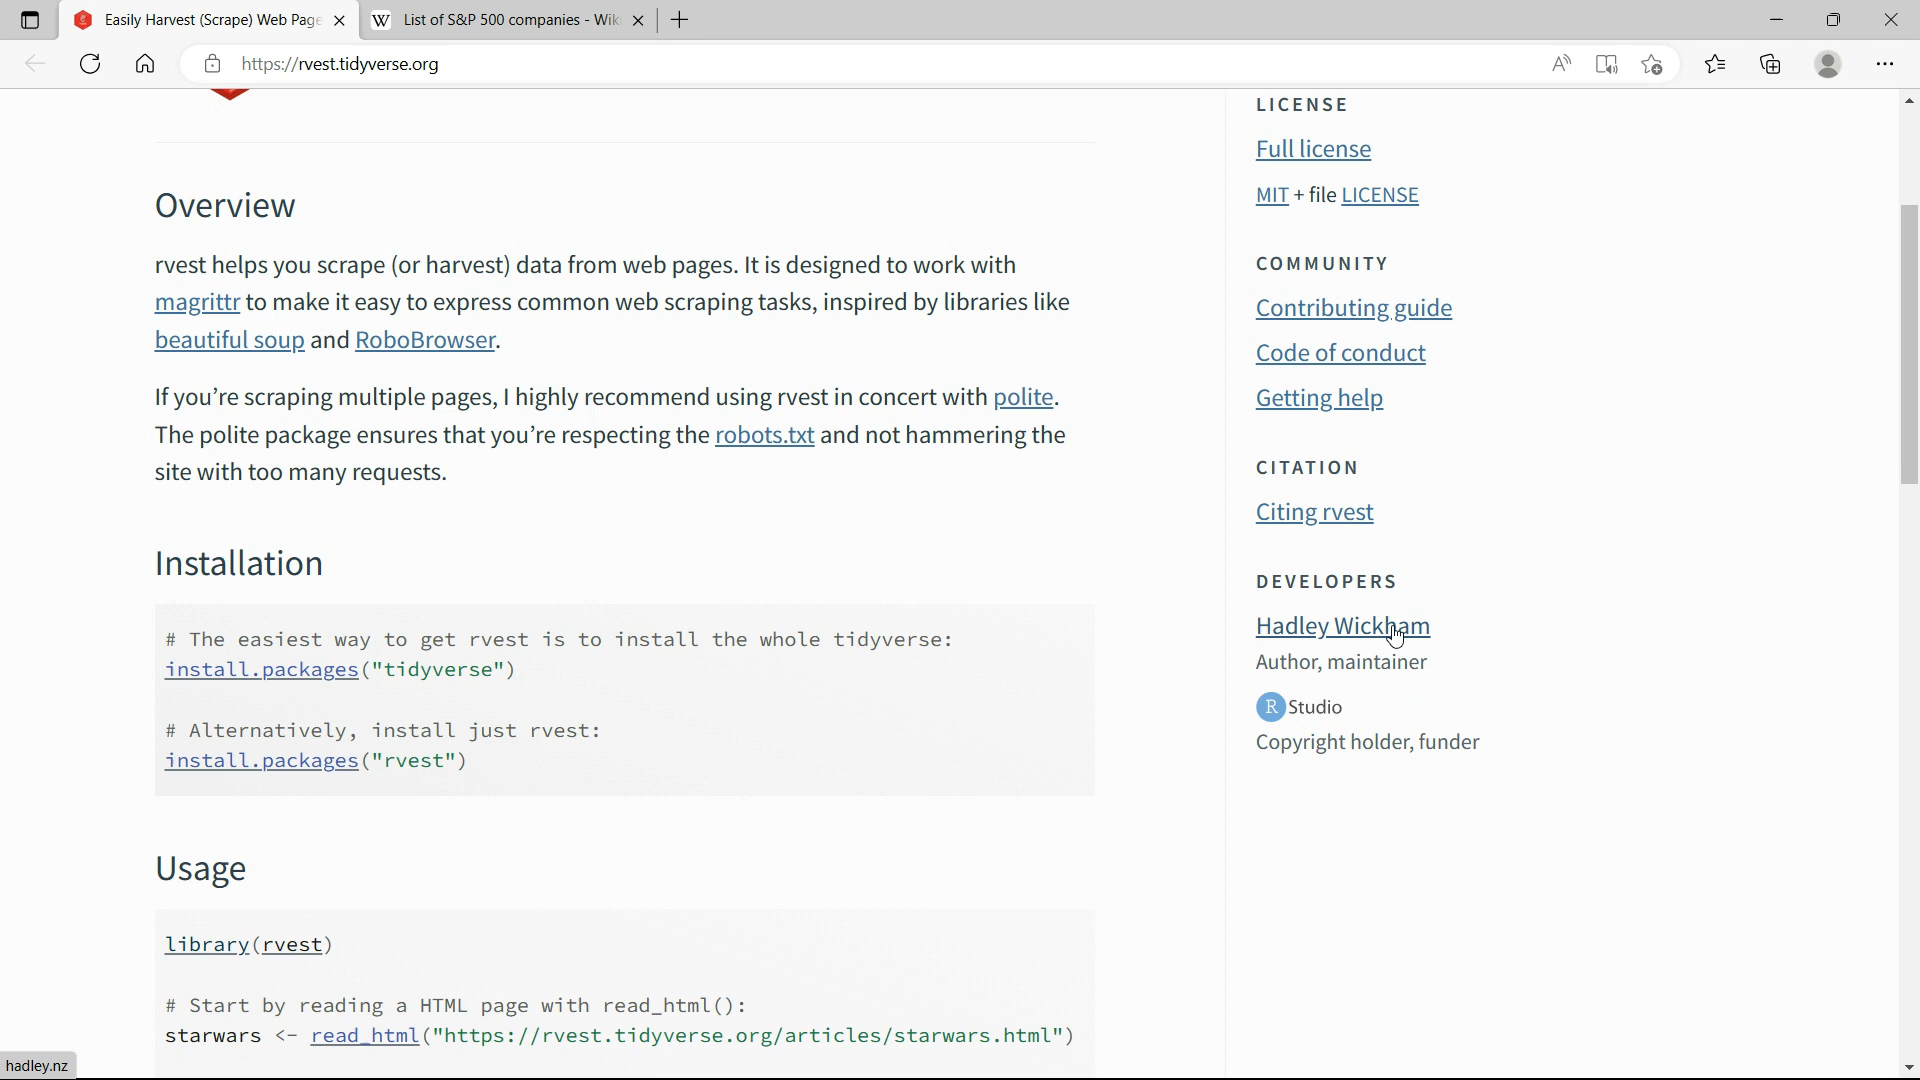 Easily Harvest (Scrape) Web Page
List of S&P 500 companies - Wiki
https://rvest.tidyverse.org
Overview
rvest helps you scrape (or harvest) data from web pages. It is designed to work with
magrittr to make it easy to express common web scraping tasks, inspired by libraries like
beautiful soup and RoboBrowser.
If you’re scraping multiple pages, I highly recommend using rvest in concert with polite.
The polite package ensures that you’re respecting the robots.txt and not hammering the
site with too many requests.
Installation
# The easiest way to get rvest is to install the whole tidyverse:
install.packages("tidyverse")
# Alternatively, install just rvest:
install.packages("rvest")
Usage
library(rvest)
# Start by reading a HTML page with read_html():
starwars <- read_html("https://rvest.tidyverse.org/articles/starwars.html")
LICENSE
Full license
MIT + file LICENSE
COMMUNITY
Contributing guide
Code of conduct
Getting help
CITATION
Citing rvest
DEVELOPERS
Hadley Wickham
Author, maintainer
R Studio
Copyright holder, funder
hadley.nz